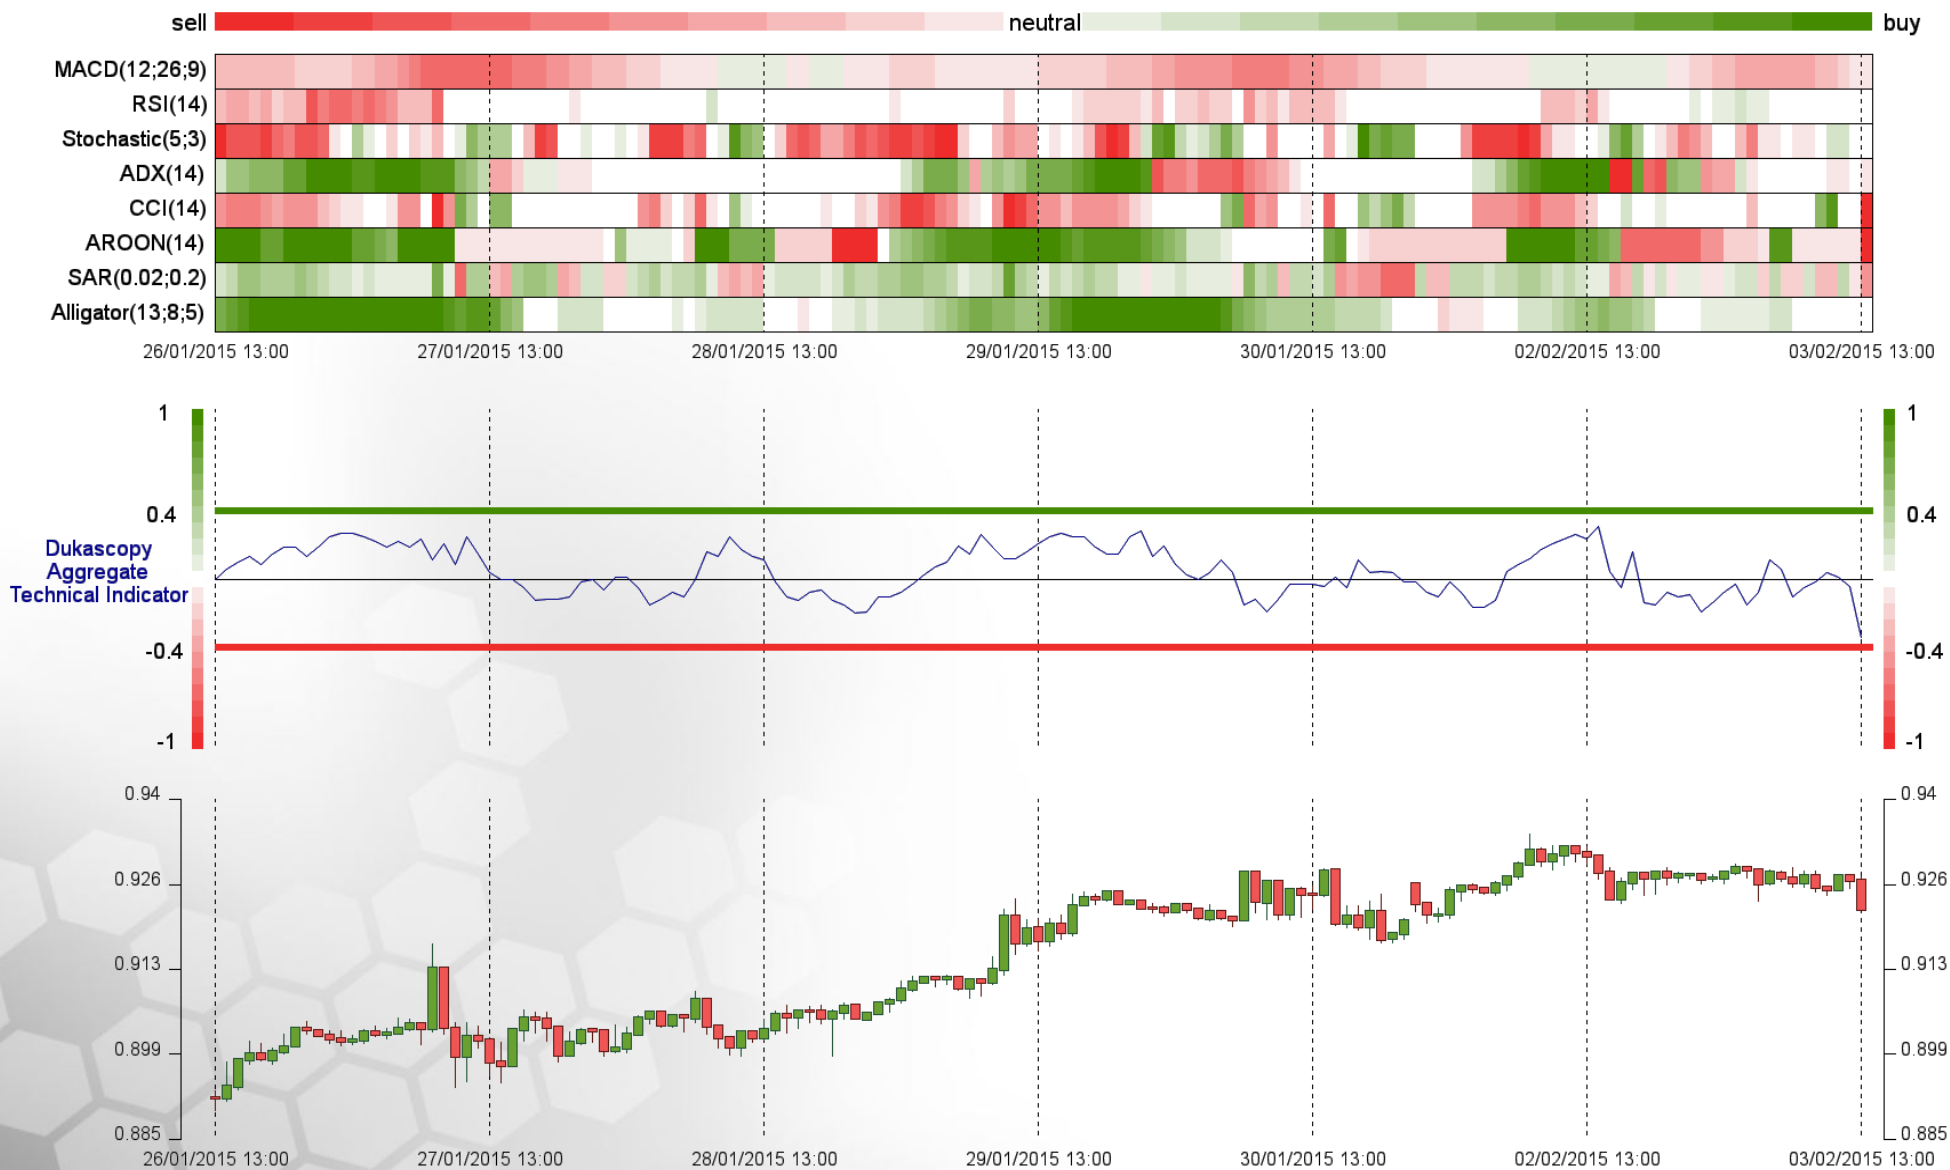 sell neutral buy
MACD(12;26;9)
RSI(14)
Stochastic(5;3)
ADX(14)
CCI(14)
AROON(14)
SAR(0.02;0.2)
Alligator(13;8;5)
26/01/2015 13:00 27/01/2015 13:00 28/01/2015 13:00 29/01/2015 13:00 30/01/2015 13:00 02/02/2015 13:00 03/02/2015 13:00
1 1
0.4 0.4
Dukascopy
Aggregate
Technical Indicator
-0.4 -0.4
-1 -1
0.94 0.94
0.926 0.926
0.913 0.913
0.899 0.899
0.885 0.885
26/01/2015 13:00 27/01/2015 13:00 28/01/2015 13:00 29/01/2015 13:00 30/01/2015 13:00 02/02/2015 13:00 03/02/2015 13:00